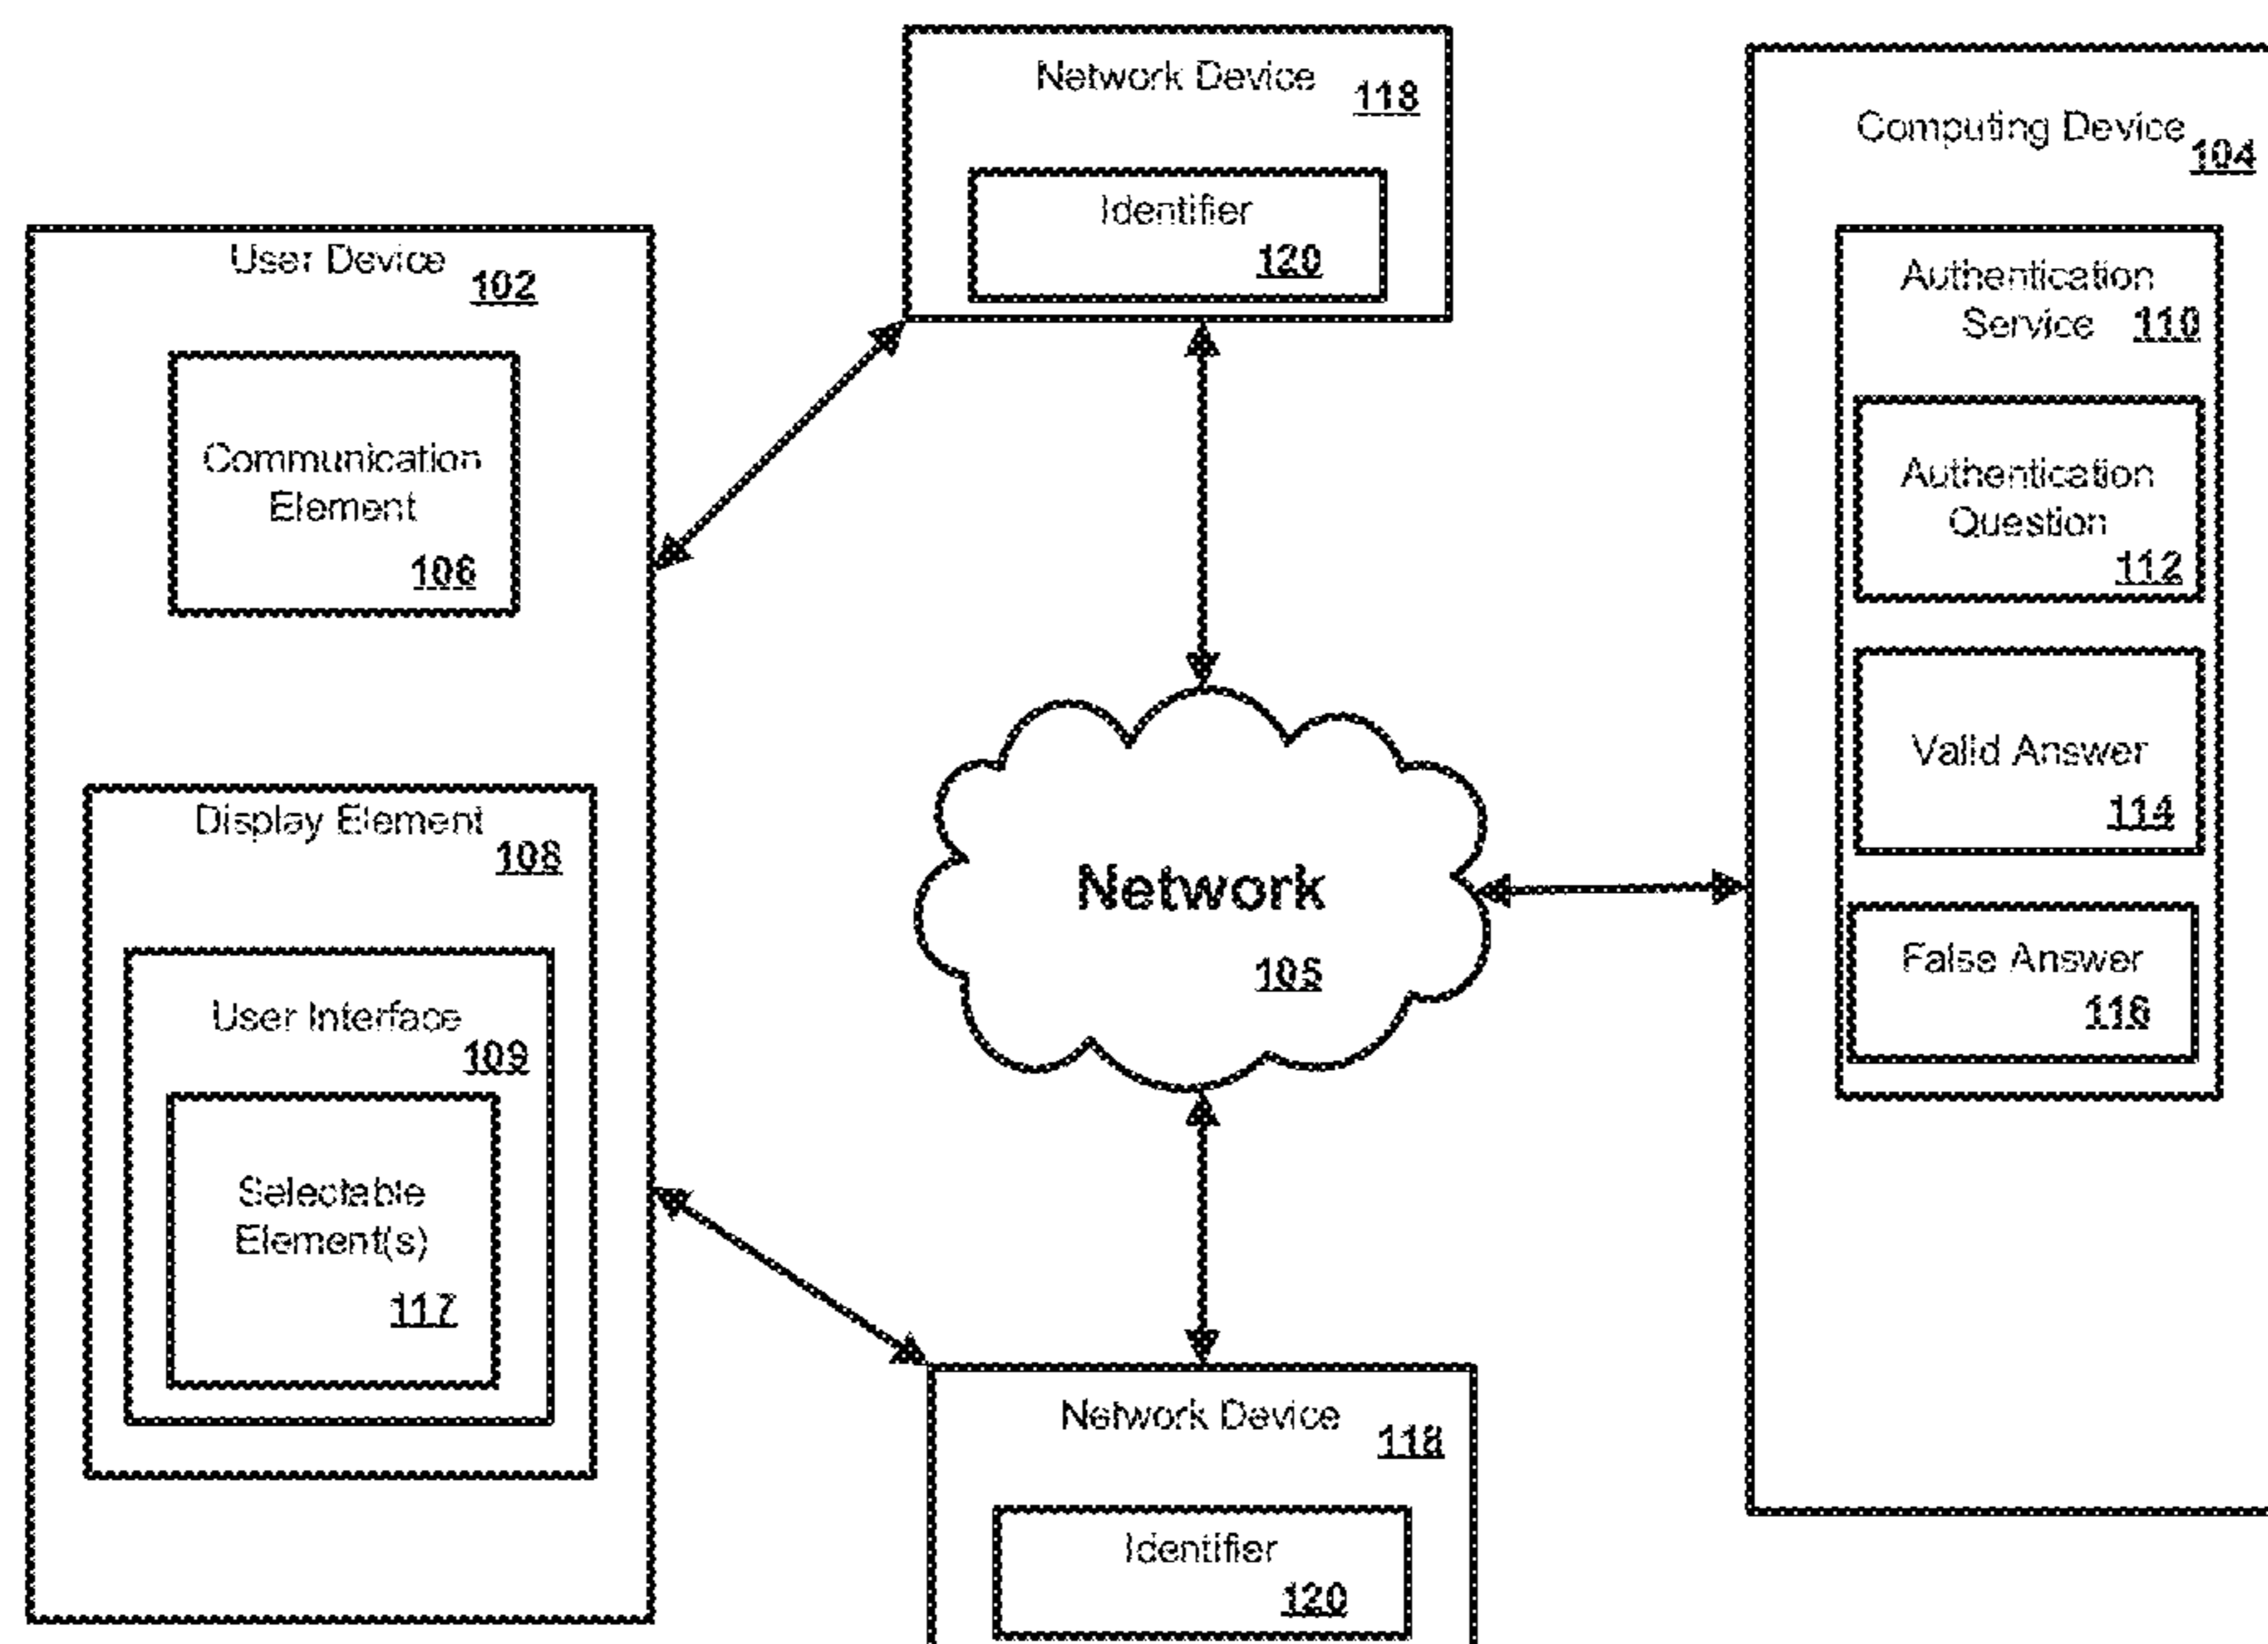 Network Device
118
Identifier
120
User Device
102
Communication
Element
106
Display Element
108
User Interface
109
Selectable
Element(s)
117
Network
105
Network Device
118
Identifier
120
Computing Device
104
Authentication
Service 110
Authentication
Question
112
Valid Answer
114
False Answer
116